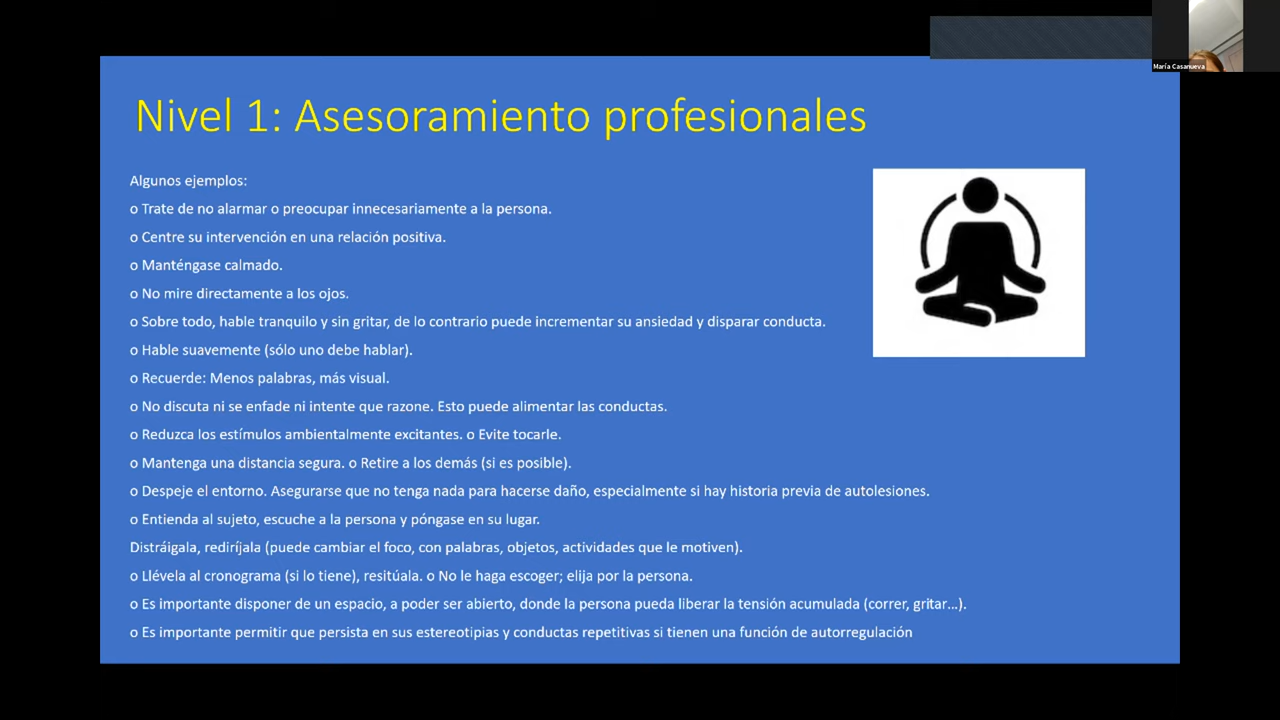 María Casanueva
Nivel 1: Asesoramiento profesionales
Algunos ejemplos:
o Trate de no alarmar o preocupar innecesariamente a la persona.
o Centre su intervención en una relación positiva.
o Manténgase calmado.
o No mire directamente a los ojos.
o Sobre todo, hable tranquilo y sin gritar, de lo contrario puede incrementar su ansiedad y disparar conducta.
o Hable suavemente (sólo uno debe hablar).
o Recuerde: Menos palabras, más visual.
o No discuta ni se enfade ni intente que razone. Esto puede alimentar las conductas.
o Reduzca los estímulos ambientalmente excitantes. o Evite tocarle.
o Mantenga una distancia segura. o Retire a los demás (si es posible).
o Despeje el entorno. Asegurarse que no tenga nada para hacerse daño, especialmente si hay historia previa de autolesiones.
o Entienda al sujeto, escuche a la persona y póngase en su lugar.
Distráigala, rediríjala (puede cambiar el foco, con palabras, objetos, actividades que le motiven).
o Llévela al cronograma (si lo tiene), resitúala. o No le haga escoger; elija por la persona.
o Es importante disponer de un espacio, a poder ser abierto, donde la persona pueda liberar la tensión acumulada (correr, gritar...).
o Es importante permitir que persista en sus estereotipias y conductas repetitivas si tienen una función de autorregulación